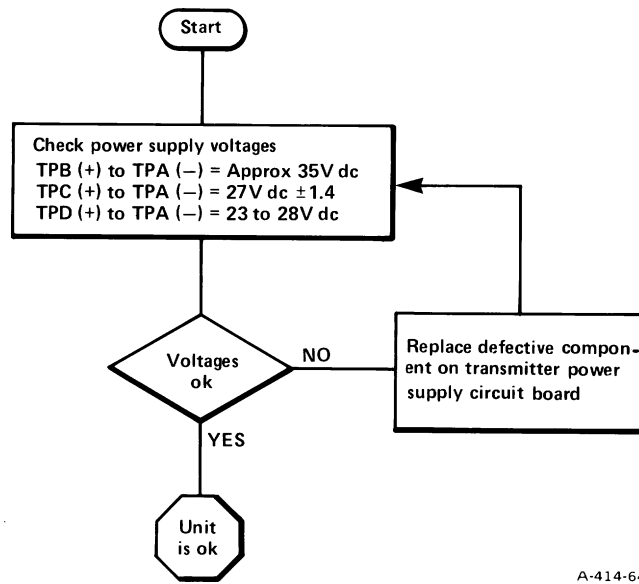 Start
Check power supply voltages
TPB (+) to TPA (—) = Approx 35V dc
TPC (+) to TPA (—) = 27V dc ±1.4
TPD (+) to TPA (—) = 23 to 28V dc
Voltages
ok
NO
Replace defective compon-
ent on transmitter power
supply circuit board
YES
Unit
is ok
A-414-64